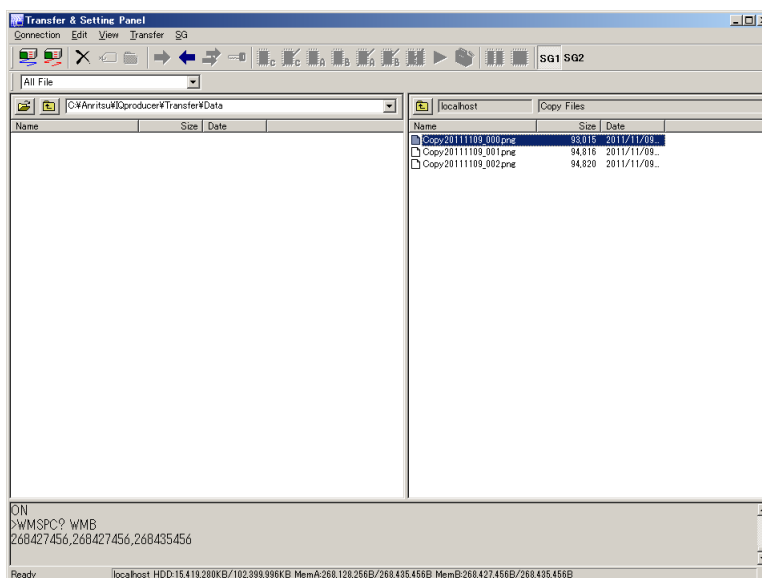 Transfer & Setting Panel
Connection Edit View Transfer SG
C C A B A B SG1 SG2
All File
C:¥Anritsu¥IQproducer¥Transfer¥Data localhost Copy Files
Name Size Date Name Size Date
Copy20111109_000.png 93,015 2011/11/09...
Copy20111109_001.png 94,816 2011/11/09...
Copy20111109_002.png 94,820 2011/11/09...
ON
>WMSPC? WMB
268427456,268427456,268435456
Ready localhost HDD:15,419,280KB/102,399,996KB MemA:268,128,256B/268,435,456B MemB:268,427,456B/268,435,456B